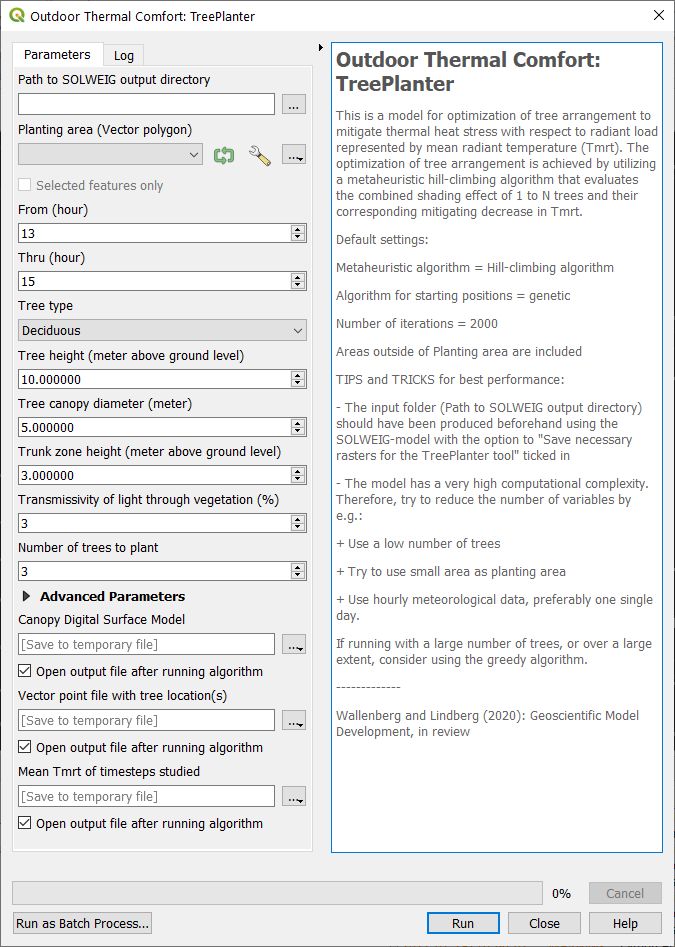 Outdoor Thermal Comfort: TreePlanter
Parameters
Log
Path to SOLWEIG output directory
...
Planting area (Vector polygon)
...
Selected features only
From (hour)
13
Thru (hour)
15
Tree type
Deciduous
Tree height (meter above ground level)
10.000000
Tree canopy diameter (meter)
5.000000
Trunk zone height (meter above ground level)
3.000000
Transmissivity of light through vegetation (%)
3
Number of trees to plant
3
Advanced Parameters
Canopy Digital Surface Model
[Save to temporary file]
...
Open output file after running algorithm
Vector point file with tree location(s)
[Save to temporary file]
...
Open output file after running algorithm
Mean Tmrt of timesteps studied
[Save to temporary file]
...
Open output file after running algorithm
Outdoor Thermal Comfort:
TreePlanter
This is a model for optimization of tree arrangement to
mitigate thermal heat stress with respect to radiant load
represented by mean radiant temperature (Tmrt). The
optimization of tree arrangement is achieved by utilizing
a metaheuristic hill-climbing algorithm that evaluates
the combined shading effect of 1 to N trees and their
corresponding mitigating decrease in Tmrt.
Default settings:
Metaheuristic algorithm = Hill-climbing algorithm
Algorithm for starting positions = genetic
Number of iterations = 2000
Areas outside of Planting area are included
TIPS and TRICKS for best performance:
- The input folder (Path to SOLWEIG output directory)
should have been produced beforehand using the
SOLWEIG-model with the option to "Save necessary
rasters for the TreePlanter tool" ticked in
- The model has a very high computational complexity.
Therefore, try to reduce the number of variables by
e.g.:
+ Use a low number of trees
+ Try to use small area as planting area
+ Use hourly meteorological data, preferably one single
day.
If running with a large number of trees, or over a large
extent, consider using the greedy algorithm.
-------------
Wallenberg and Lindberg (2020): Geoscientific Model
Development, in review
0%
Cancel
Run as Batch Process...
Run
Close
Help